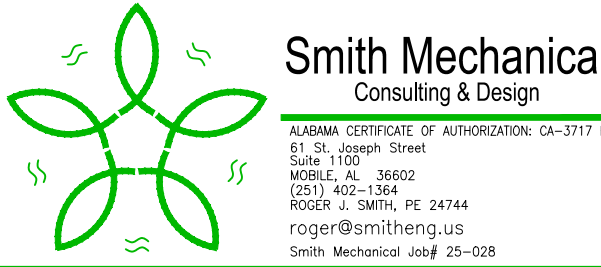 Smith Mechanica
Consulting & Design
ALABAMA CERTIFICATE OF AUTHORIZATION: CA-3717
61 St. Joseph Street
Suite 1100
MOBILE, AL 36602
(251) 402-1364
ROGER J. SMITH, PE 24744
roger@smitheng.us
Smith Mechanical Job# 25-028